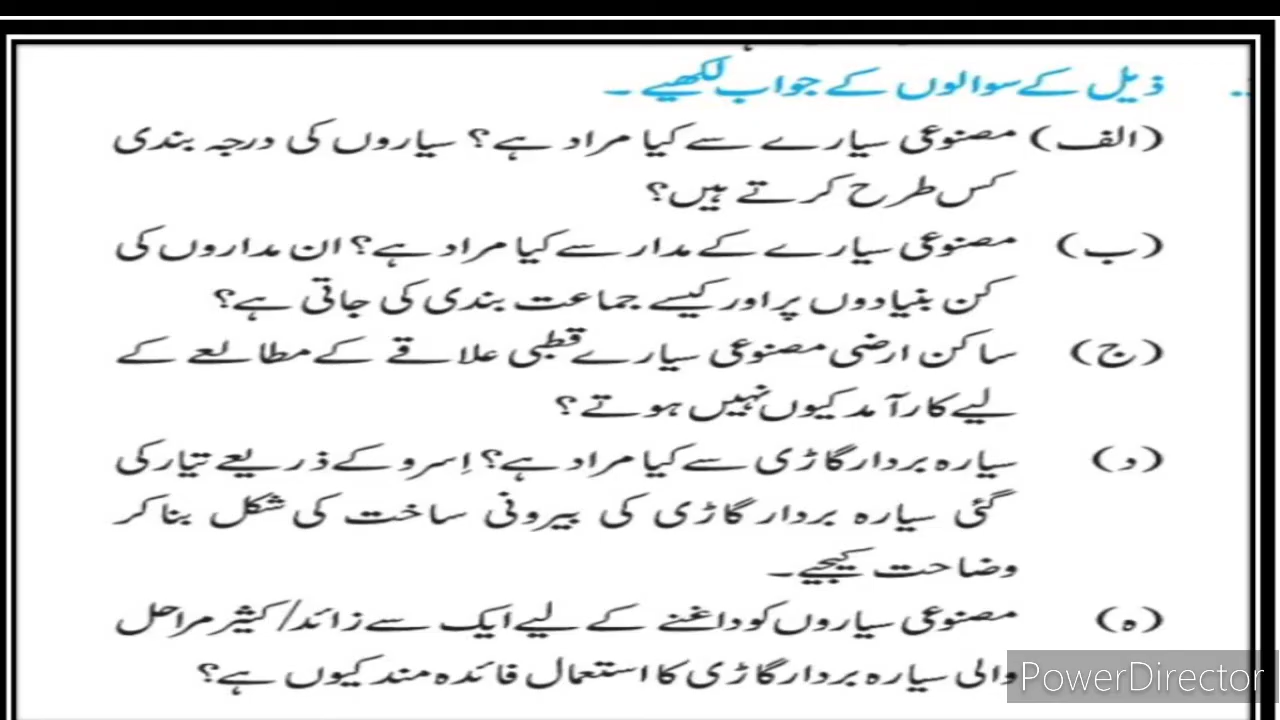 ذیل کے سوالوں کے جواب لکھیے ۔
(الف) مصنوعی سیارے سے کیا مراد ہے؟ سیاروں کی درجہ بندی
کس طرح کرتے ہیں؟
(ب) مصنوعی سیارے کے مدار سے کیا مراد ہے؟ ان مداروں کی
کن بنیادوں پر اور کیسے جماعت بندی کی جاتی ہے؟
(ج) ساکن ارضی مصنوعی سیارے قطبی علاقے کے مطالعے کے
لیے کارآمد کیوں نہیں ہوتے؟
(د) سیارہ بردار گاڑی سے کیا مراد ہے؟ اِسرو کے ذریعے تیار کی
گئی سیارہ بردار گاڑی کی بیرونی ساخت کی شکل بنا کر
وضاحت کیجیے۔
(ہ) مصنوعی سیاروں کو داغنے کے لیے ایک سے زائد/کثیر مراحل
والی سیارہ بردار گاڑی کا استعمال فائدہ مند کیوں ہے؟
PowerDirector